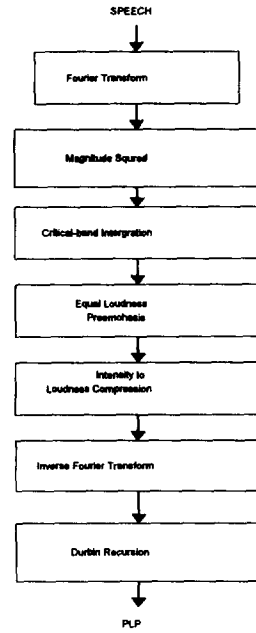 SPEECH
Fourier Transform
Magnitude Squred
Critical-band Intergration
Equal Loudness
Preemohesis
Intensity to
Loudness Compression
Inverse Fourier Transform
Durbin Recursion
PLP